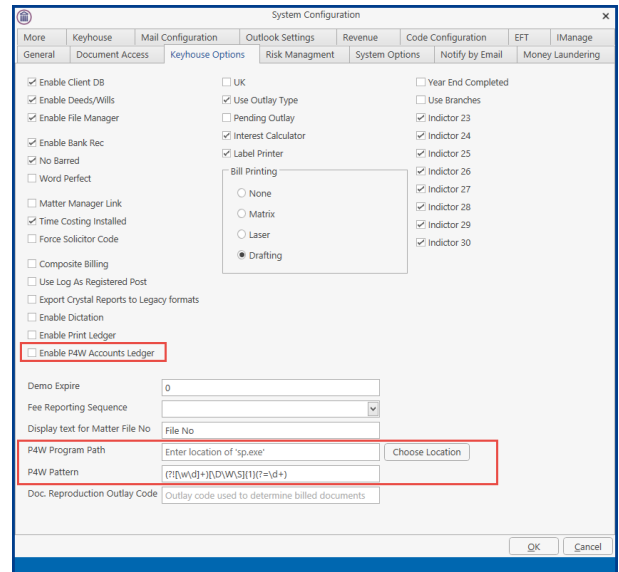 System Configuration
More Keyhouse Mail Configuration Outlook Settings Revenue Code Configuration EFT IManage
General Document Access Keyhouse Options Risk Managment System Options Notify by Email Money Laundering
Enable Client DB UK Year End Completed
Enable Deeds/Wills Use Outlay Type Use Branches
Enable File Manager Pending Outlay Indictor 23
Enable Bank Rec Interest Calculator Indictor 24
No Barred Label Printer Indictor 25
Word Perfect Bill Printing Indictor 26
None Indictor 27
Matter Manager Link Matrix Indictor 28
Time Costing Installed Laser Indictor 29
Force Solicitor Code Drafting Indictor 30
Composite Billing
Use Log As Registered Post
Export Crystal Reports to Legacy formats
Enable Dictation
Enable Print Ledger
Enable P4W Accounts Ledger
Demo Expire 0
Fee Reporting Sequence
Display text for Matter File No File No
P4W Program Path Enter location of 'sp.exe' Choose Location
P4W Pattern (?![\w\d]+)[\D\W\S]{1}(?=\d+)
Doc. Reproduction Outlay Code Outlay code used to determine billed documents
OK Cancel